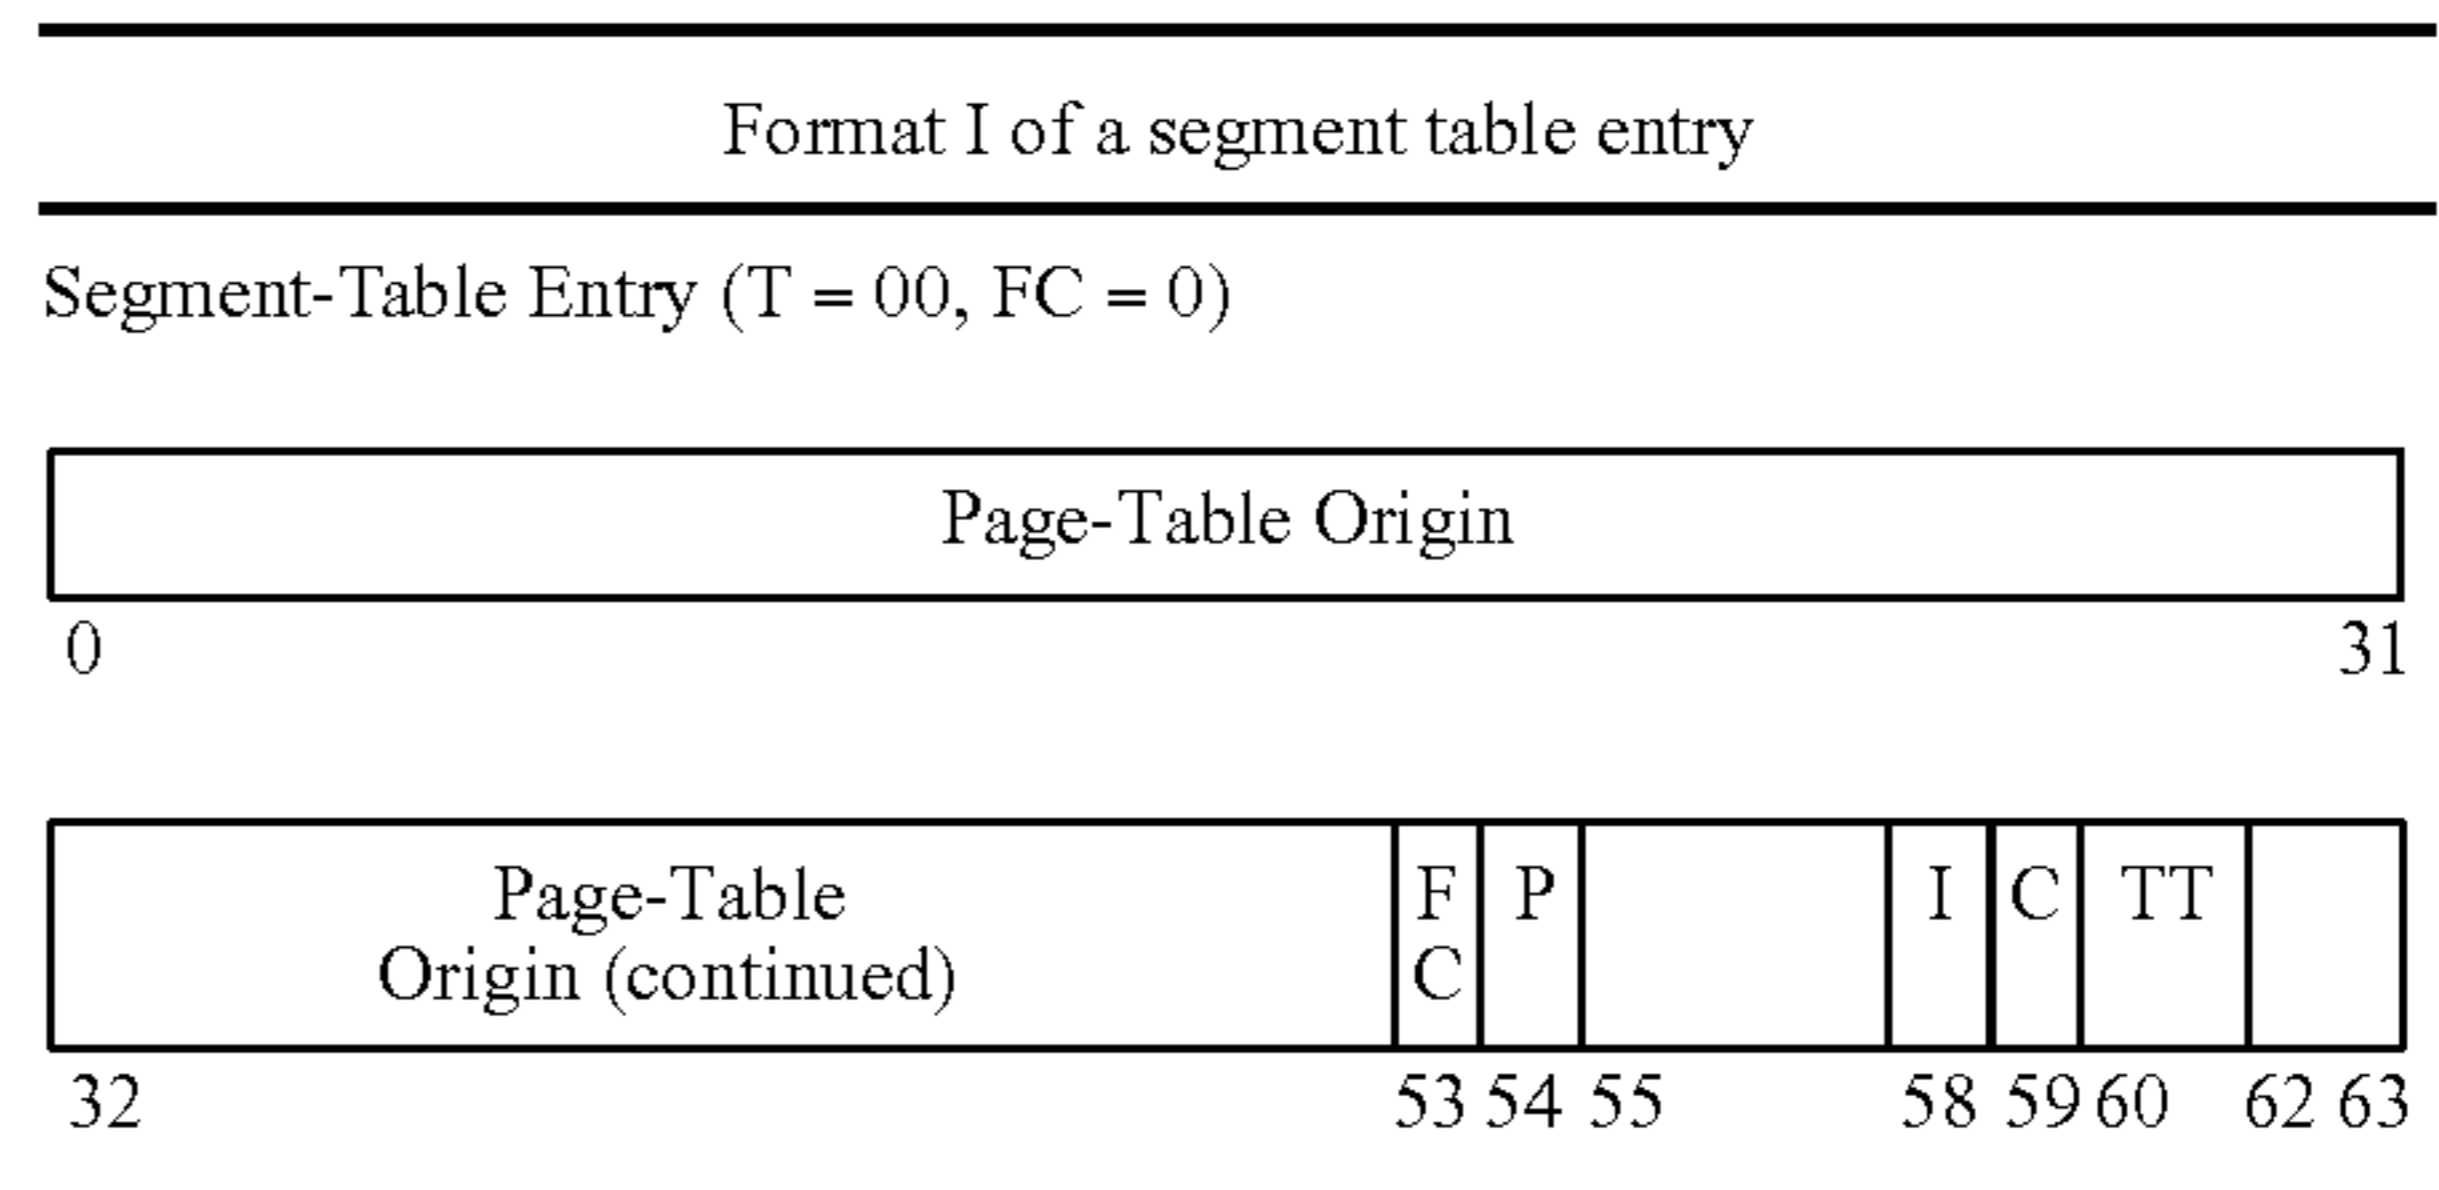 Format I of a segment table entry
Segment-Table Entry (T = 00, FC = 0)
Page-Table Origin
0 31
Page-Table F P I C TT
Origin (continued) C
32 53 54 55 58 59 60 62 63